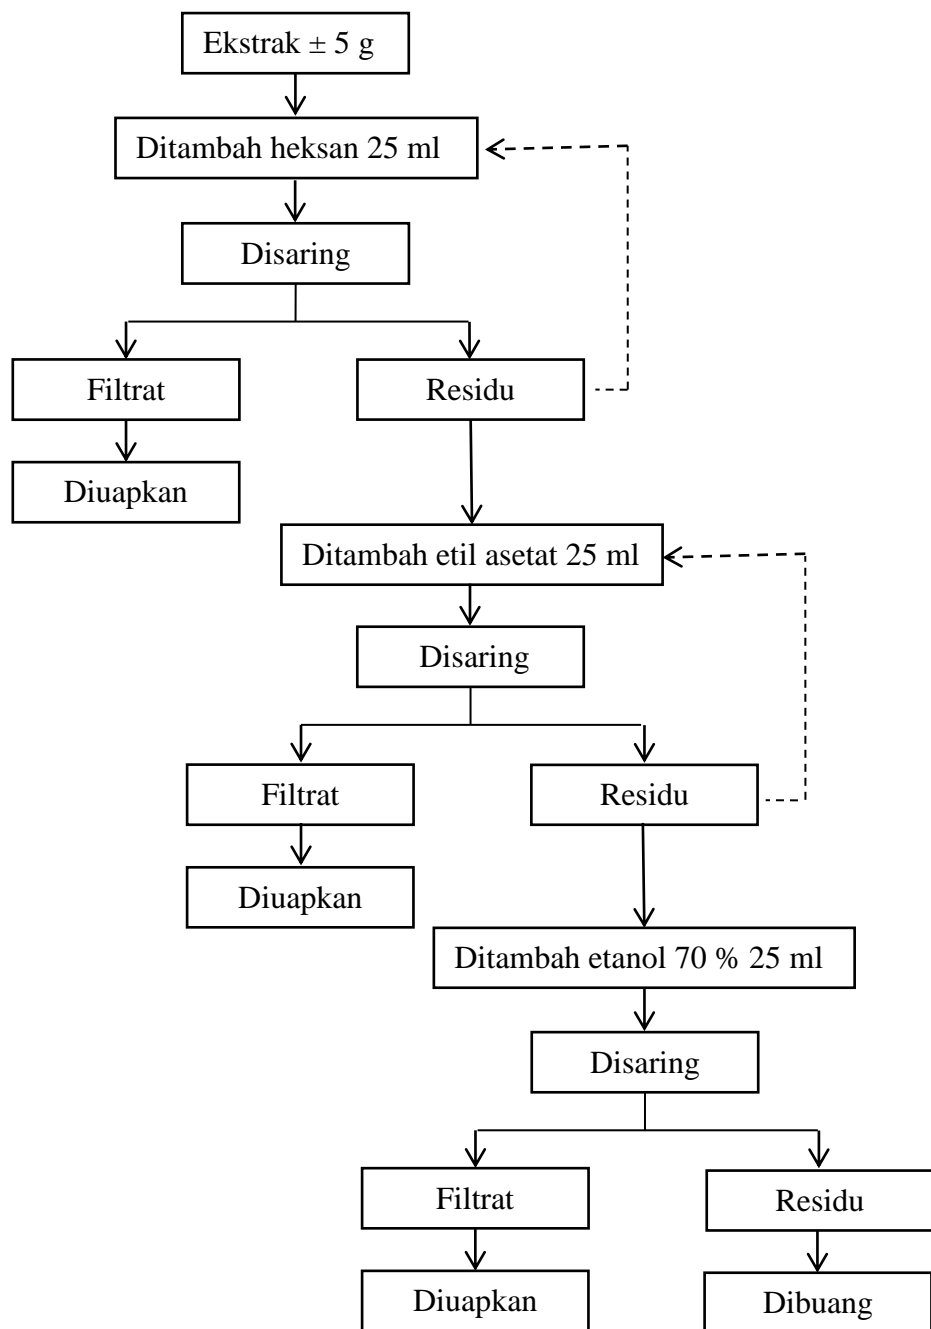 Ekstrak ± 5 g
Ditambah heksan 25 ml
Disaring
Filtrat
Residu
Diuapkan
Ditambah etil asetat 25 ml
Disaring
Filtrat
Residu
Diuapkan
Ditambah etanol 70 % 25 ml
Disaring
Filtrat
Residu
Diuapkan
Dibuang